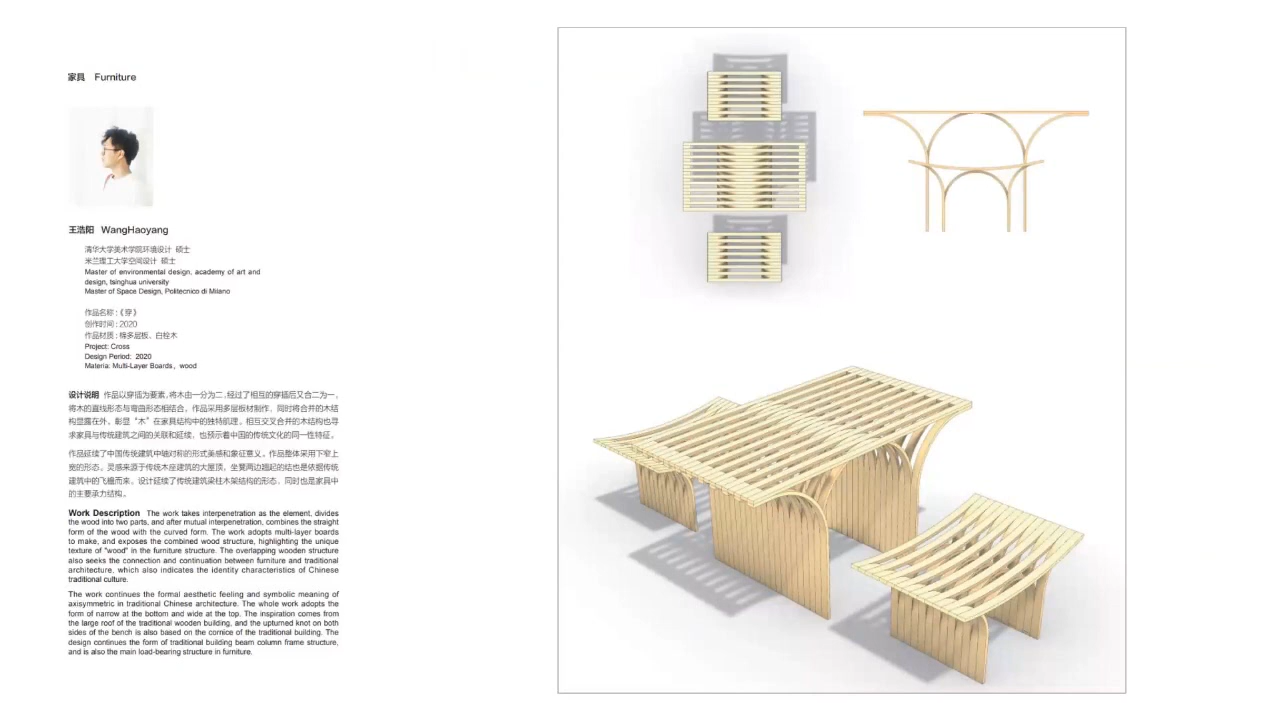 家具 Furniture
王浩阳 WangHaoyang
清华大学美术学院环境设计 硕士
米兰理工大学空间设计 硕士
Master of environmental design, academy of art and
design, tsinghua university
Master of Space Design, Politecnico di Milano
作品名称:《穿》
创作时间: 2020
作品材质: 棉多层板、白栓木
Project: Cross
Design Period: 2020
Materia: Multi-Layer Boards、wood
设计说明 作品以穿插为要素,将木由一分为二,经过了相互的穿插后又合二为一,
将木的直线形态与弯曲形态相结合。作品采用多层板材制作,同时将合并的木结
构显露在外,彰显“木”在家具结构中的独特肌理。相互交叉合并的木结构也寻
求家具与传统建筑之间的关联和延续,也预示着中国的传统文化的同一性特征。
作品延续了中国传统建筑中轴对称的形式美感和象征意义。作品整体采用下窄上
宽的形态。灵感来源于传统木座建筑的大屋顶,坐凳两边翘起的结也是依据传统
建筑中的飞檐而来。设计延续了传统建筑梁柱木架结构的形态,同时也是家具中
的主要承力结构。
Work Description The work takes interpenetration as the element, divides
the wood into two parts, and after mutual interpenetration, combines the straight
form of the wood with the curved form. The work adopts multi-layer boards
to make, and exposes the combined wood structure, highlighting the unique
texture of "wood" in the furniture structure. The overlapping wooden structure
also seeks the connection and continuation between furniture and traditional
architecture, which also indicates the identity characteristics of Chinese
traditional culture.
The work continues the formal aesthetic feeling and symbolic meaning of
axisymmetric in traditional Chinese architecture. The whole work adopts the
form of narrow at the bottom and wide at the top. The inspiration comes from
the large roof of the traditional wooden building, and the upturned knot on both
sides of the bench is also based on the cornice of the traditional building. The
design continues the form of traditional building beam column frame structure,
and is also the main load-bearing structure in furniture.